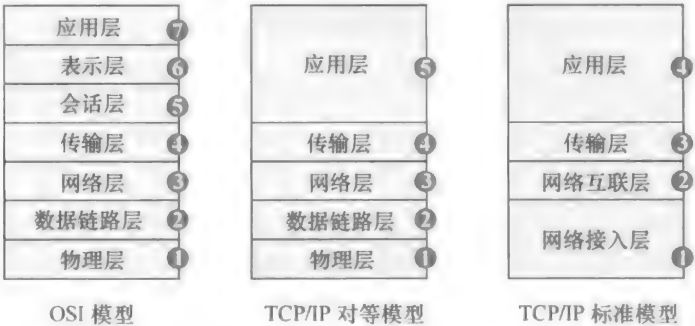 应用层 7
表示层 6
会话层 5
传输层 4
网络层 3
数据链路层 2
物理层 1
OSI 模型
应用层 5
传输层 4
网络层 3
数据链路层 2
物理层 1
TCP/IP 对等模型
应用层 4
传输层 3
网络互联层 2
网络接入层 1
TCP/IP 标准模型